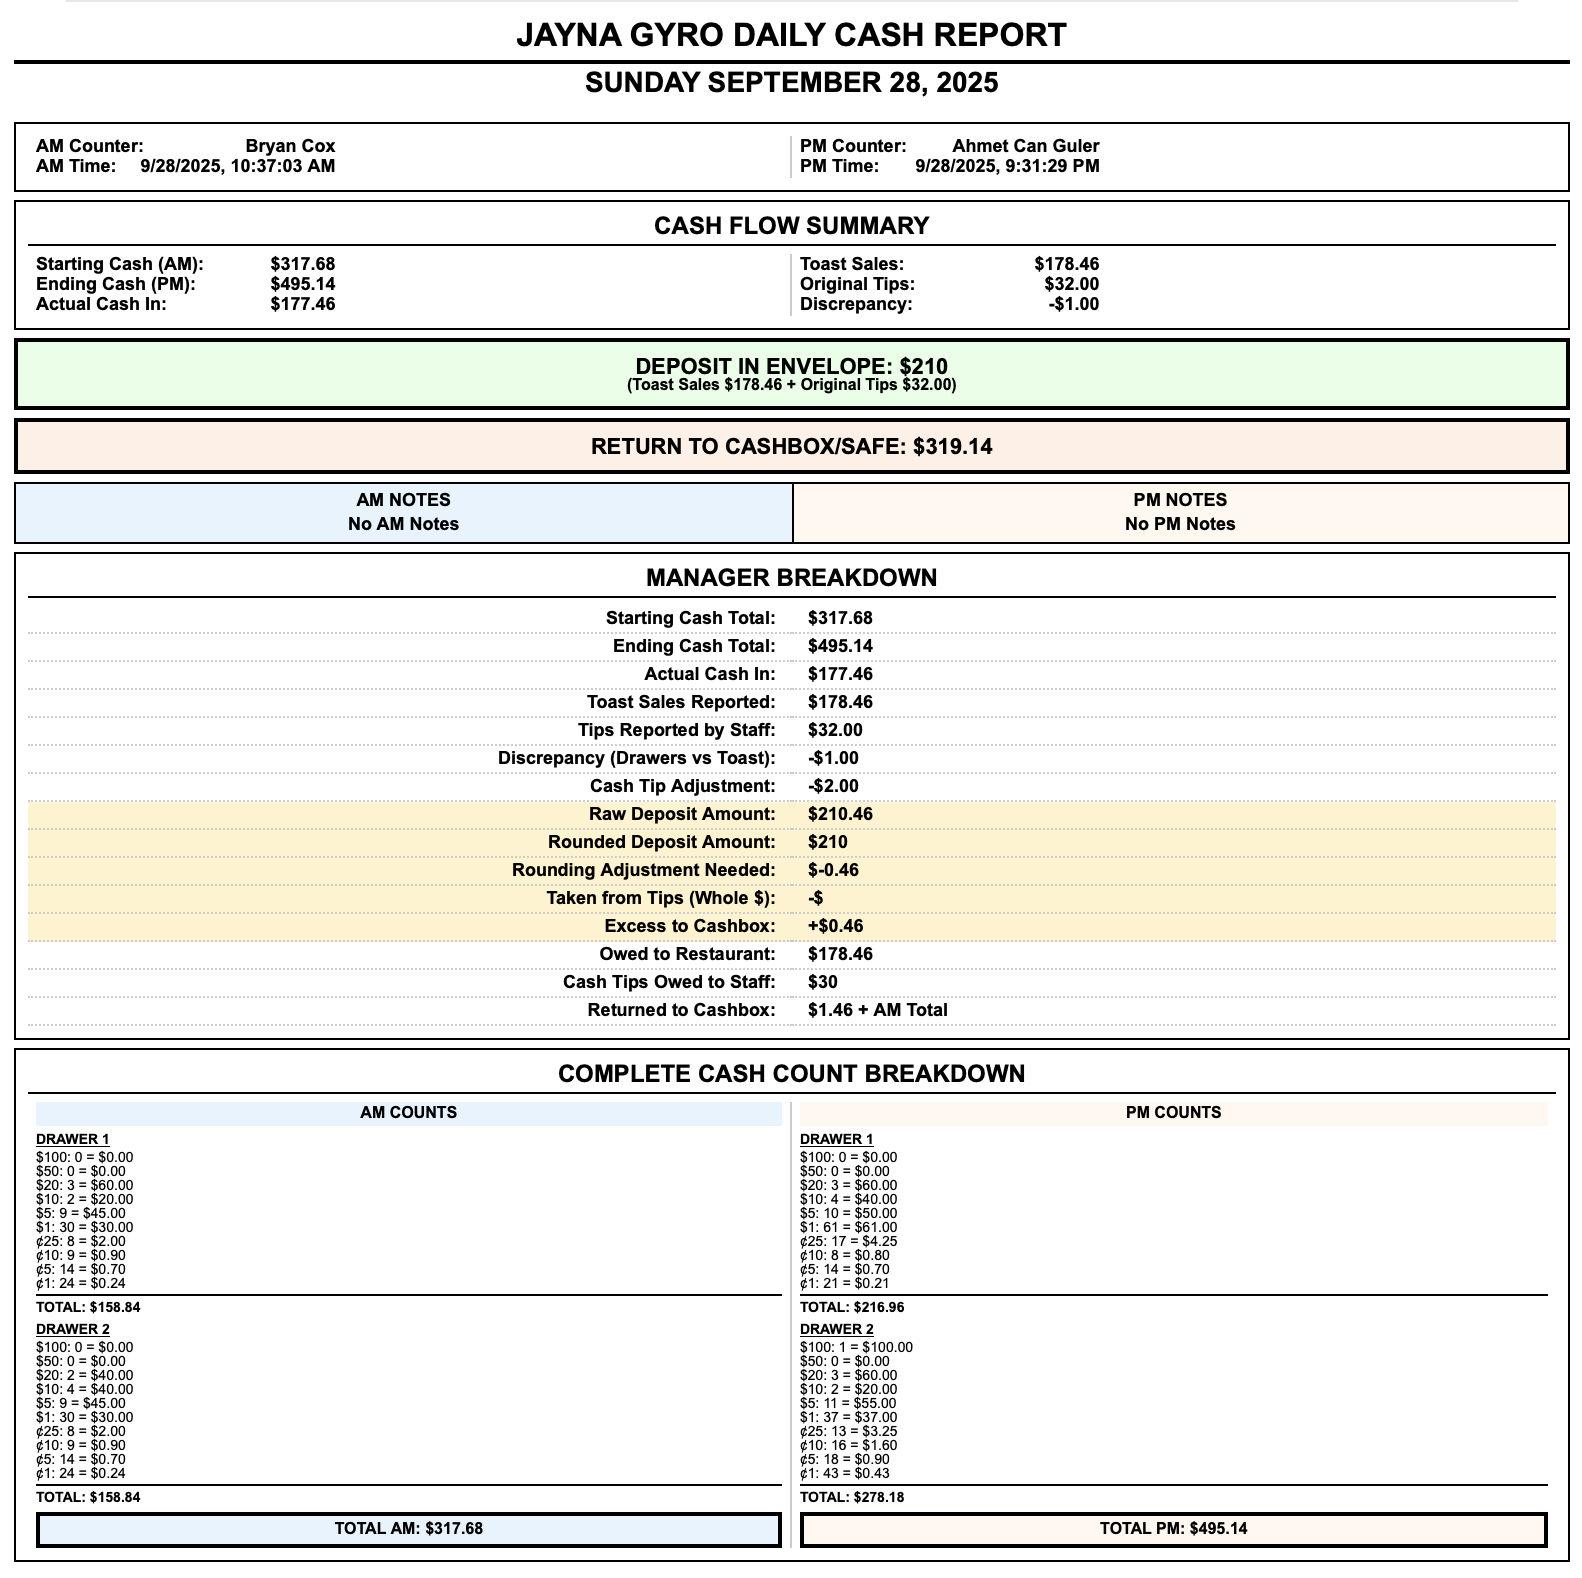 JAYNA GYRO DAILY CASH REPORT
SUNDAY SEPTEMBER 28, 2025
AM Counter: Bryan Cox
AM Time: 9/28/2025, 10:37:03 AM
PM Counter: Ahmet Can Guler
PM Time: 9/28/2025, 9:31:29 PM
CASH FLOW SUMMARY
Starting Cash (AM): $317.68
Ending Cash (PM): $495.14
Actual Cash In: $177.46
Toast Sales: $178.46
Original Tips: $32.00
Discrepancy: -$1.00
DEPOSIT IN ENVELOPE: $210
(Toast Sales $178.46 + Original Tips $32.00)
RETURN TO CASHBOX/SAFE: $319.14
AM NOTES
No AM Notes
PM NOTES
No PM Notes
MANAGER BREAKDOWN
Starting Cash Total: $317.68
Ending Cash Total: $495.14
Actual Cash In: $177.46
Toast Sales Reported: $178.46
Tips Reported by Staff: $32.00
Discrepancy (Drawers vs Toast): -$1.00
Cash Tip Adjustment: -$2.00
Raw Deposit Amount: $210.46
Rounded Deposit Amount: $210
Rounding Adjustment Needed: $-0.46
Taken from Tips (Whole $): -$
Excess to Cashbox: +$0.46
Owed to Restaurant: $178.46
Cash Tips Owed to Staff: $30
Returned to Cashbox: $1.46 + AM Total
COMPLETE CASH COUNT BREAKDOWN
AM COUNTS
DRAWER 1
$100: 0 = $0.00
$50: 0 = $0.00
$20: 3 = $60.00
$10: 2 = $20.00
$5: 9 = $45.00
$1: 30 = $30.00
¢25: 8 = $2.00
¢10: 9 = $0.90
¢5: 14 = $0.70
¢1: 24 = $0.24
TOTAL: $158.84
DRAWER 2
$100: 0 = $0.00
$50: 0 = $0.00
$20: 2 = $40.00
$10: 4 = $40.00
$5: 9 = $45.00
$1: 30 = $30.00
¢25: 8 = $2.00
¢10: 9 = $0.90
¢5: 14 = $0.70
¢1: 24 = $0.24
TOTAL: $158.84
TOTAL AM: $317.68
PM COUNTS
DRAWER 1
$100: 0 = $0.00
$50: 0 = $0.00
$20: 3 = $60.00
$10: 4 = $40.00
$5: 10 = $50.00
$1: 61 = $61.00
¢25: 17 = $4.25
¢10: 8 = $0.80
¢5: 14 = $0.70
¢1: 21 = $0.21
TOTAL: $216.96
DRAWER 2
$100: 1 = $100.00
$50: 0 = $0.00
$20: 3 = $60.00
$10: 2 = $20.00
$5: 11 = $55.00
$1: 37 = $37.00
¢25: 13 = $3.25
¢10: 16 = $1.60
¢5: 18 = $0.90
¢1: 43 = $0.43
TOTAL: $278.18
TOTAL PM: $495.14